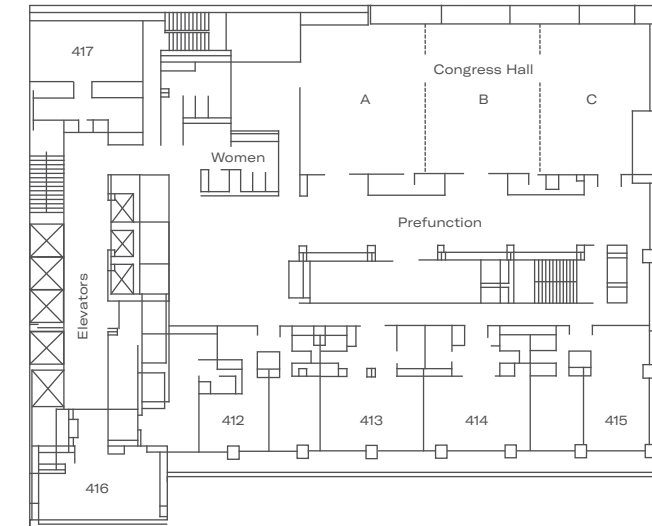 417
Congress Hall
A
B
C
Women
Prefunction
Elevators
412
413
414
415
416